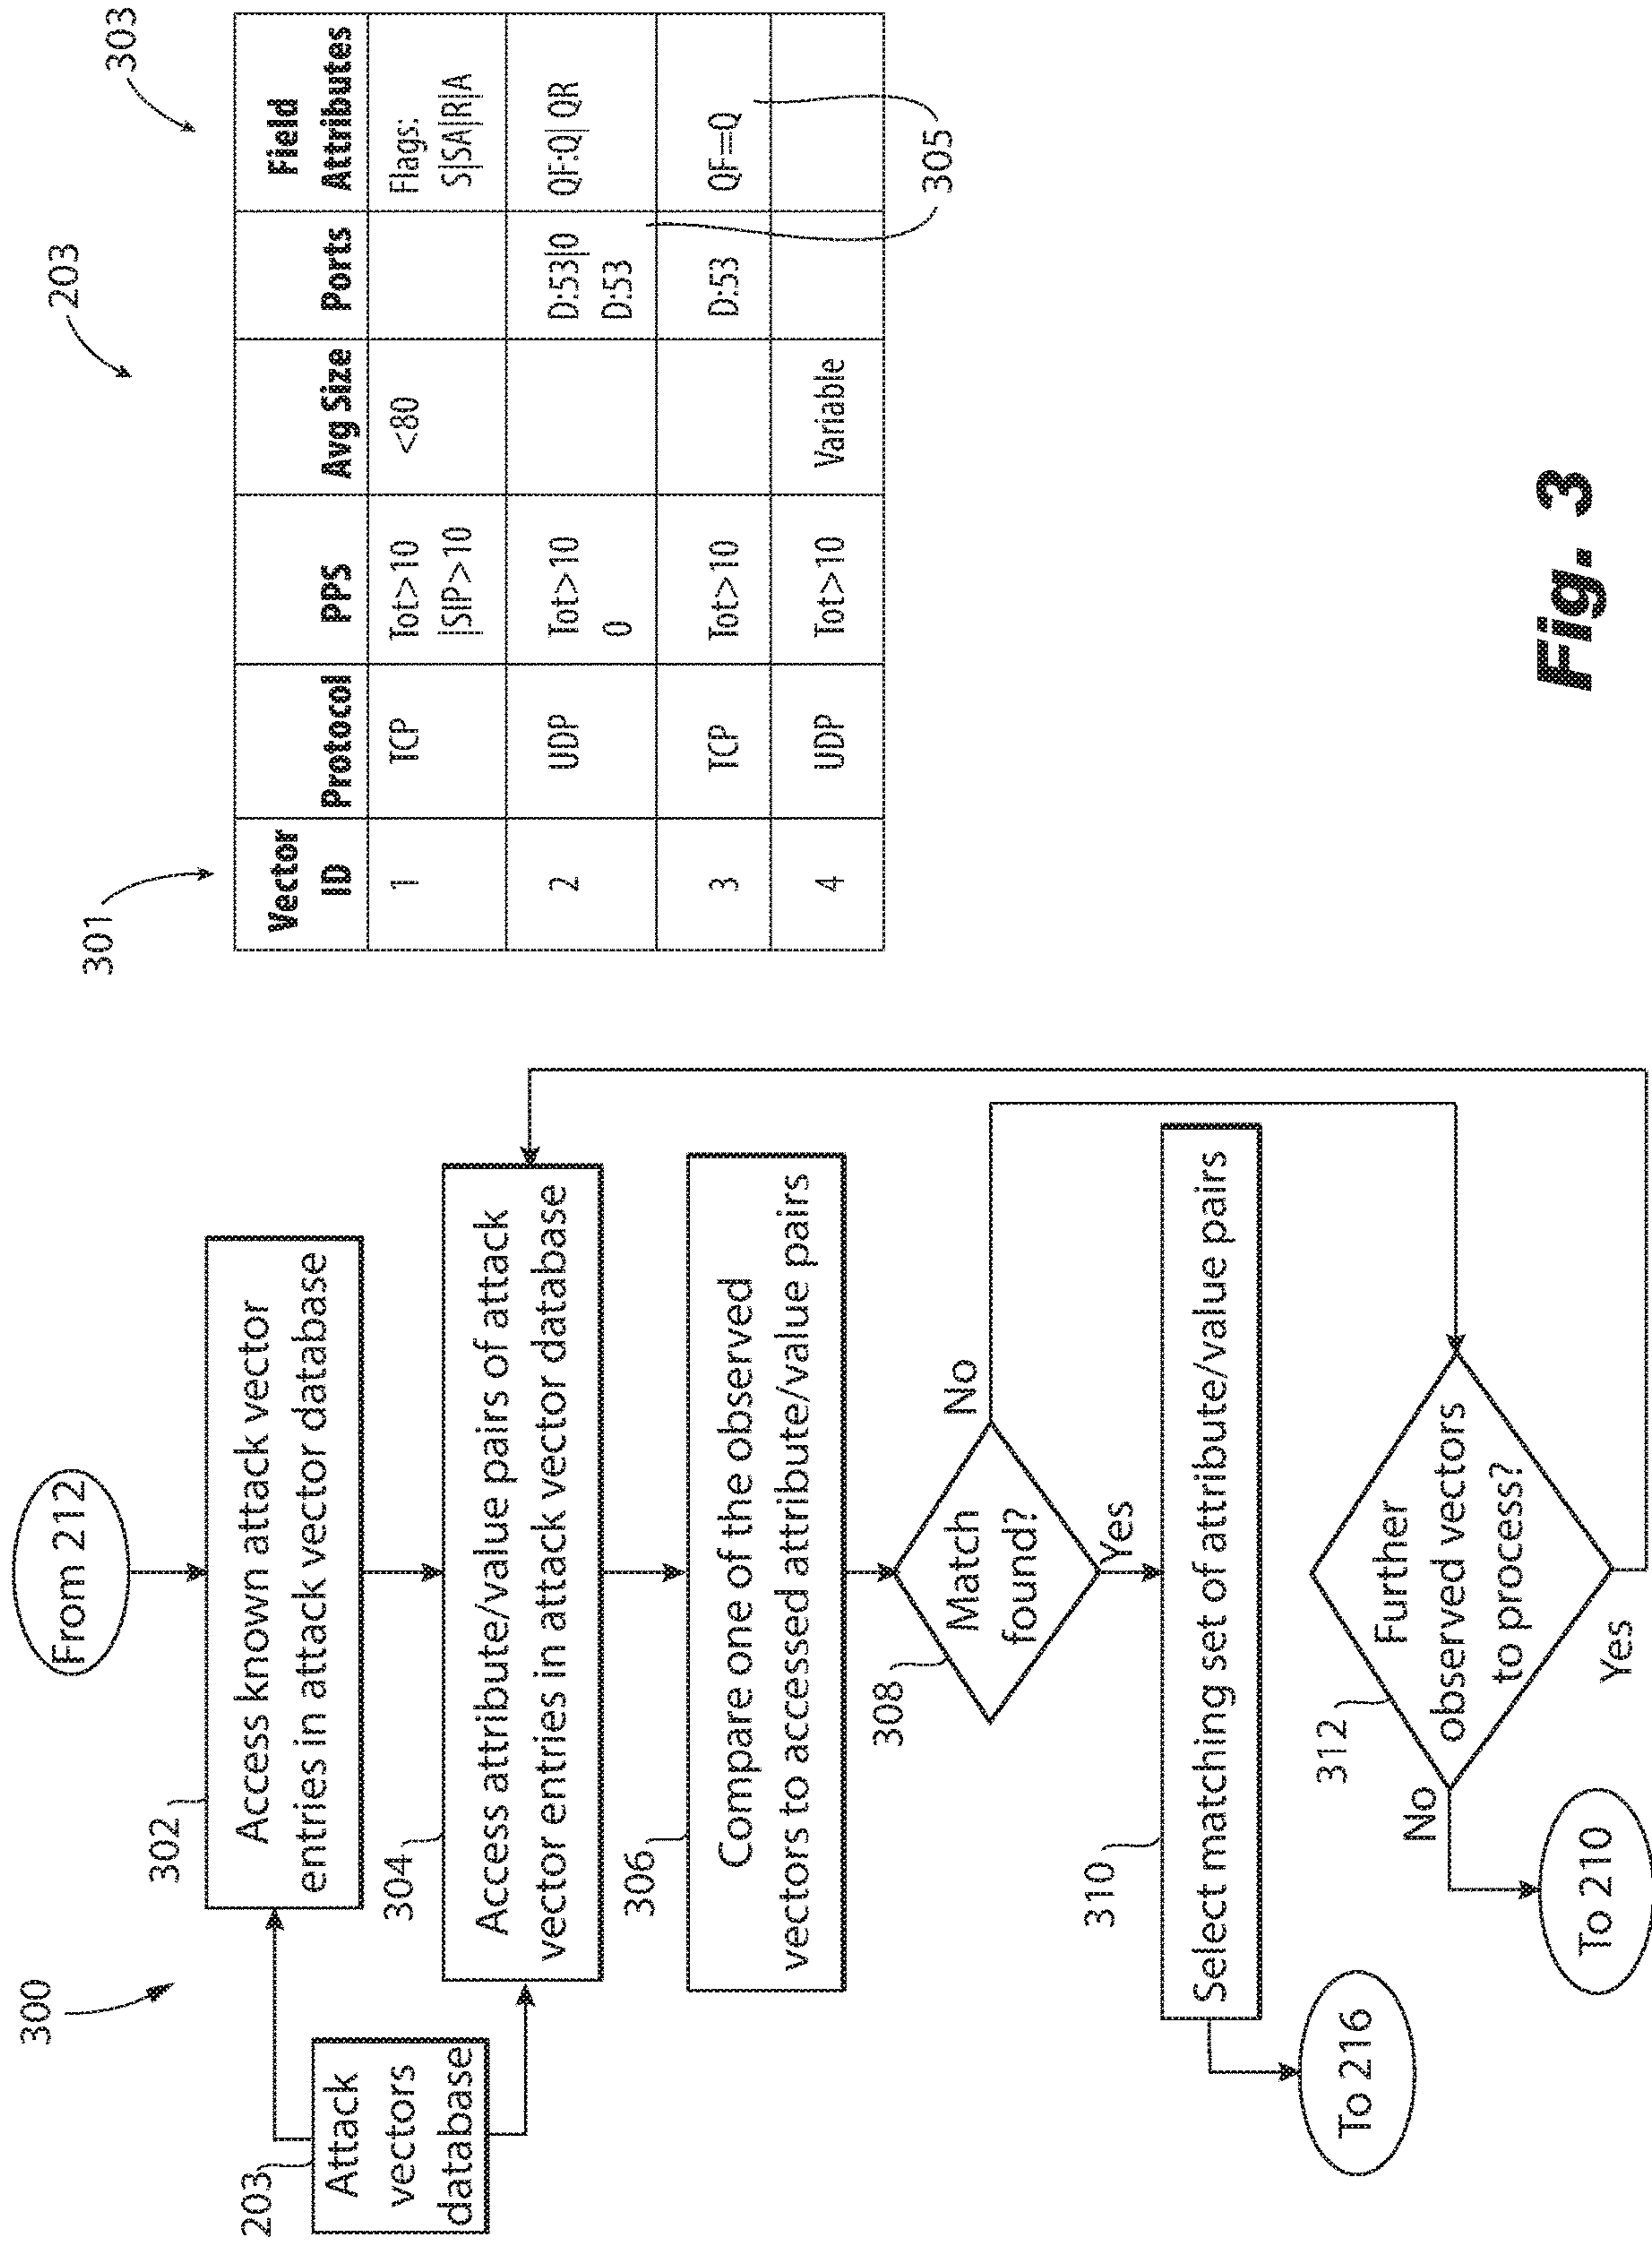 300
From 212
203
Attack
vectors
database
302
Access known attack vector
entries in attack vector database
304
Access attribute/value pairs of attack
vector entries in attack vector database
306
Compare one of the observed
vectors to accessed attribute/value pairs
308
Match
found?
No
Yes
310
Select matching set of attribute/value pairs
To 216
312
Further
observed vectors
to process?
No
Yes
To 210
301
203
303
Vector ID Protocol PPS Avg Size Ports Field Attributes
1 TCP Tot>10 <80 Flags:
|SIP>10 S|SA|R|A
2 UDP Tot>10 D:53|0 QF:Q| QR
0 D:53
3 TCP Tot>10 D:53 QF=Q
4 UDP Tot>10 Variable
305
Fig. 3